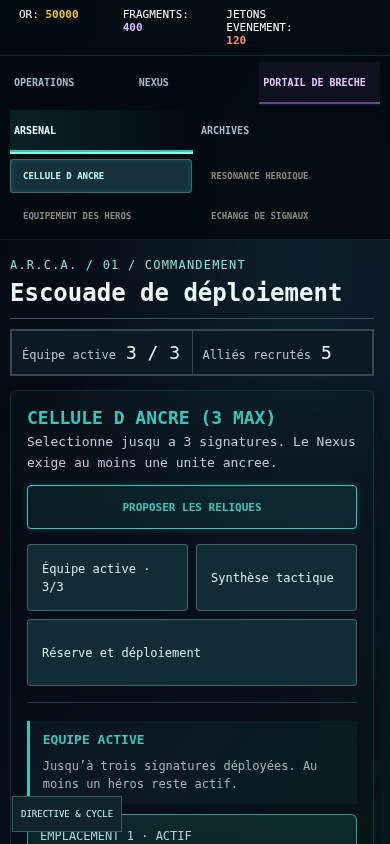 OR: 50000
FRAGMENTS: 400
JETONS EVENEMENT: 120
OPERATIONS
NEXUS
PORTAIL DE BRECHE
ARSENAL
ARCHIVES
CELLULE D ANCRE
RESONANCE HEROIQUE
EQUIPEMENT DES HEROS
ECHANGE DE SIGNAUX
A.R.C.A. / 01 / COMMANDEMENT
Escouade de déploiement
Équipe active 3 / 3
Alliés recrutés 5
CELLULE D ANCRE (3 MAX)
Selectionne jusqu a 3 signatures. Le Nexus
exige au moins une unite ancree.
PROPOSER LES RELIQUES
Équipe active ·
3/3
Synthèse tactique
Réserve et déploiement
EQUIPE ACTIVE
Jusqu’à trois signatures déployées. Au
moins un héros reste actif.
DIRECTIVE & CYCLE
EMPLACEMENT 1 · ACTIF